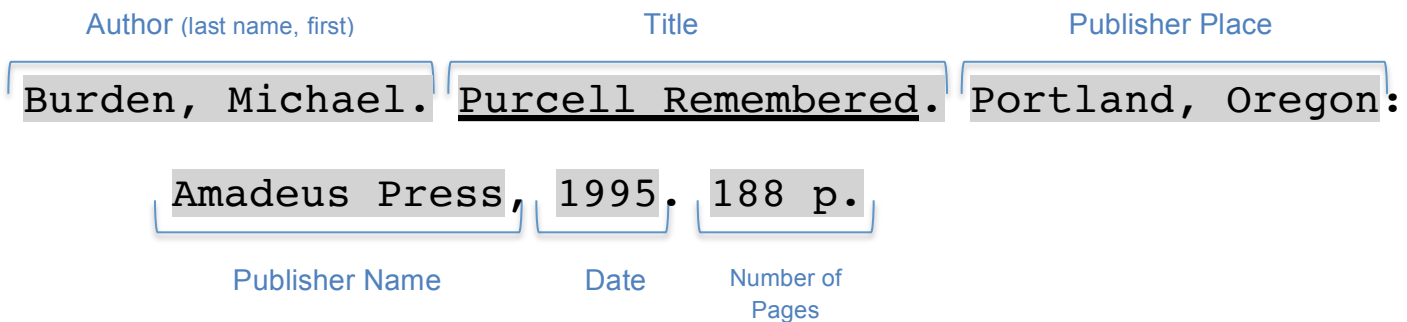 Author (last name, first) Title Publisher Place
Burden, Michael. Purcell Remembered. Portland, Oregon:
Amadeus Press, 1995. 188 p.
Publisher Name Date Number of
Pages